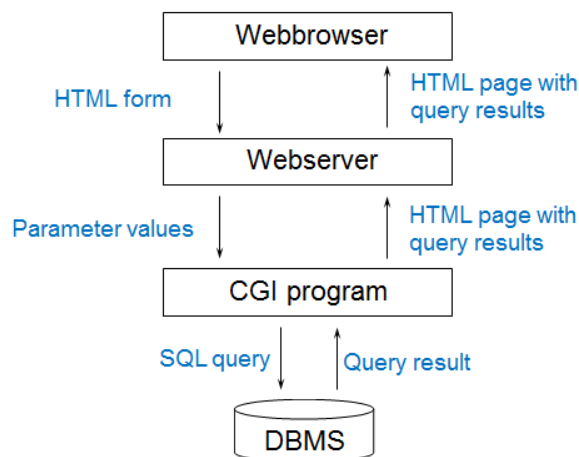 Webbrowser
HTML form
HTML page with
query results
Webserver
Parameter values
HTML page with
query results
CGI program
SQL query
Query result
DBMS